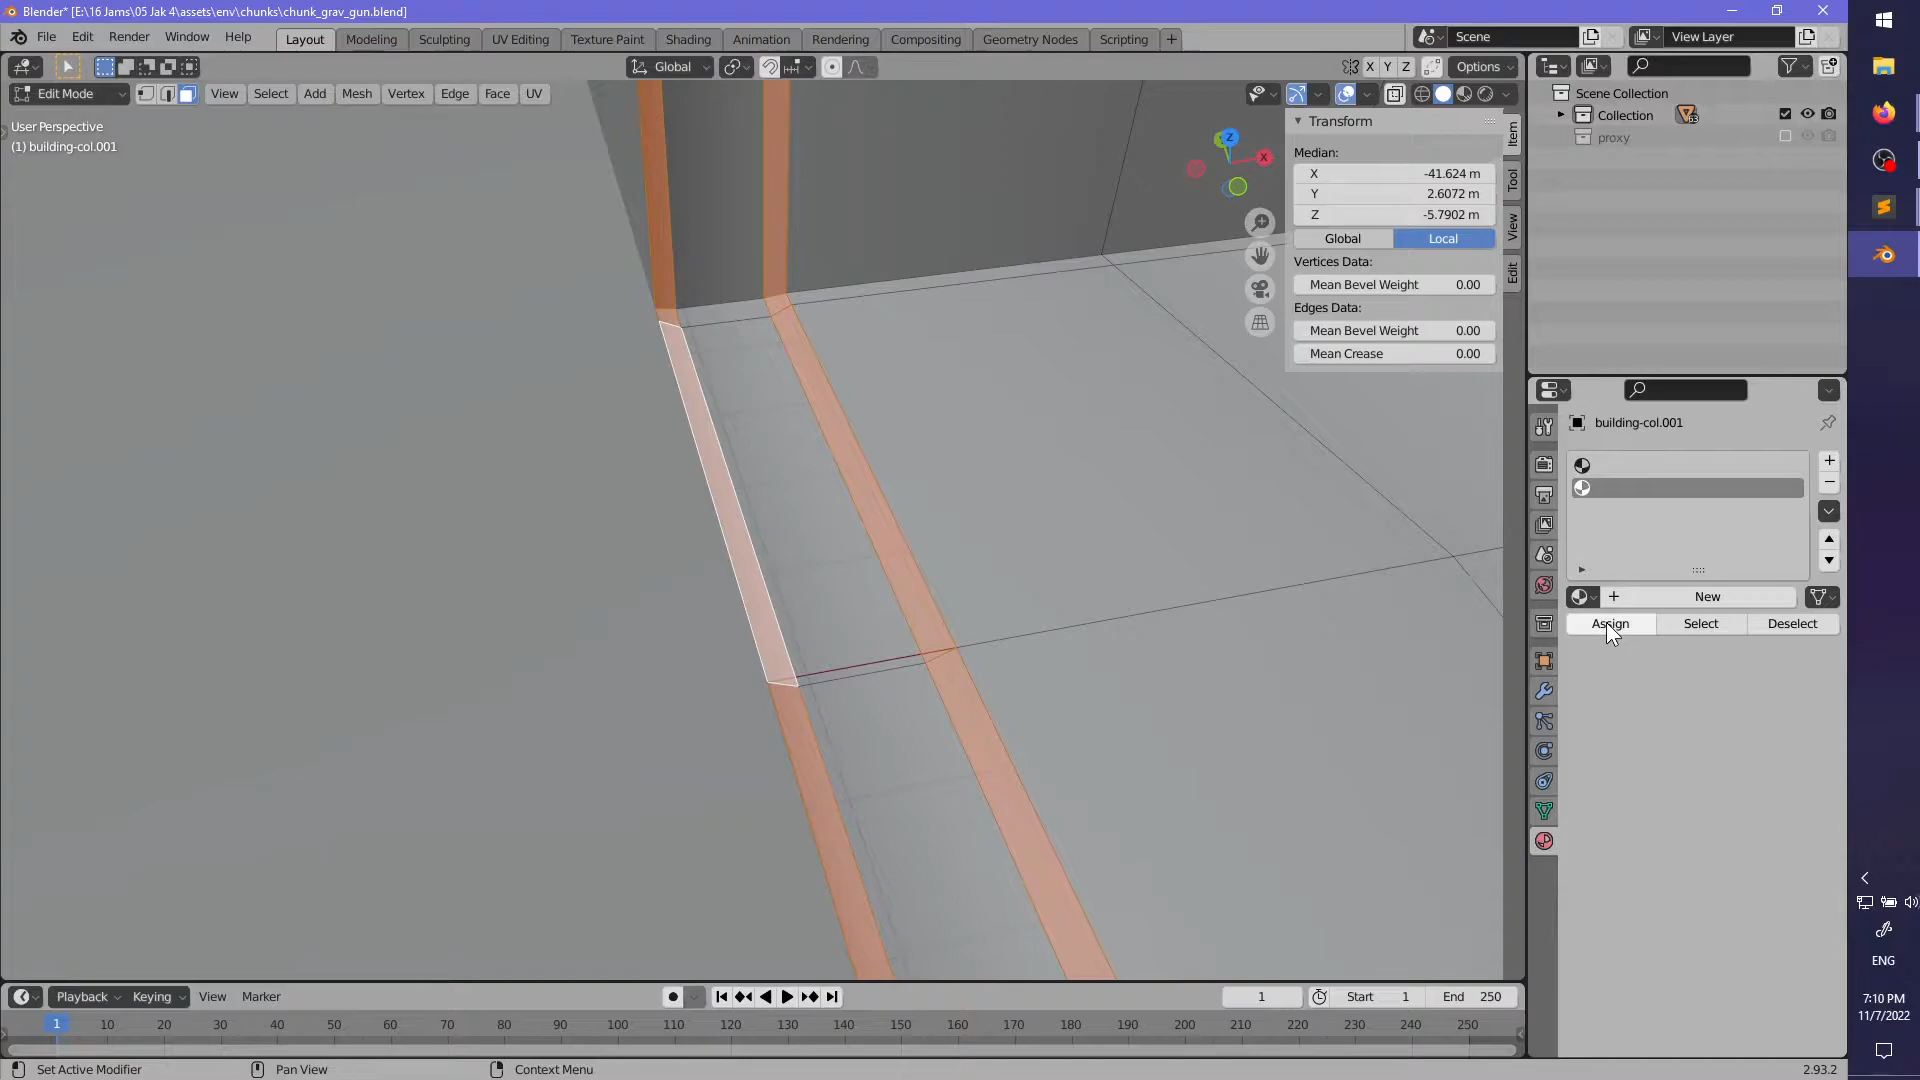 Blender* [E:\16 Jams\05 Jak 4\assets\env\chunks\chunk_grav_gun.blend]
File Edit Render Window Help Layout Modeling Sculpting UV Editing Texture Paint Shading Animation Rendering Compositing Geometry Nodes Scripting + Scene View Layer
Global X Y Z Options
Edit Mode View Select Add Mesh Vertex Edge Face UV
User Perspective
(1) building-col.001
Z
X
Transform
Median:
X -41.624 m
Y 2.6072 m
Z -5.7902 m
Global Local
Vertices Data:
Mean Bevel Weight 0.00
Edges Data:
Mean Bevel Weight 0.00
Mean Crease 0.00
Item
Tool
View
Edit
Scene Collection
Collection 63
proxy
building-col.001
+ New
Assign Select Deselect
Playback Keying View Marker 1 Start 1 End 250
1 10 20 30 40 50 60 70 80 90 100 110 120 130 140 150 160 170 180 190 200 210 220 230 240 250
Set Active Modifier Pan View Context Menu 2.93.2
ENG
7:10 PM
11/7/2022